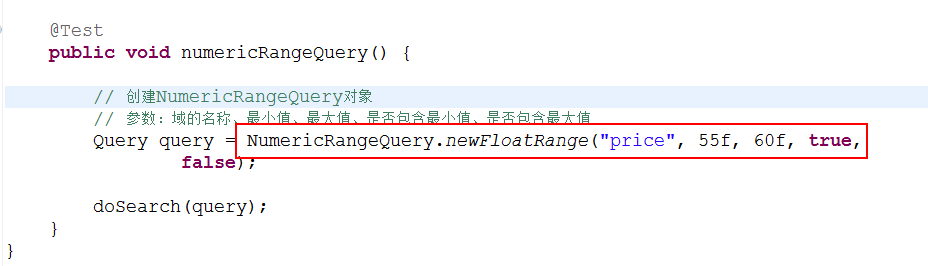 @Test
public void numericRangeQuery() {
// 创建NumericRangeQuery对象
// 参数：域的名称、最小值、最大值、是否包含最小值、是否包含最大值
Query query = NumericRangeQuery.newFloatRange("price", 55f, 60f, true,
false);
doSearch(query);
}
}